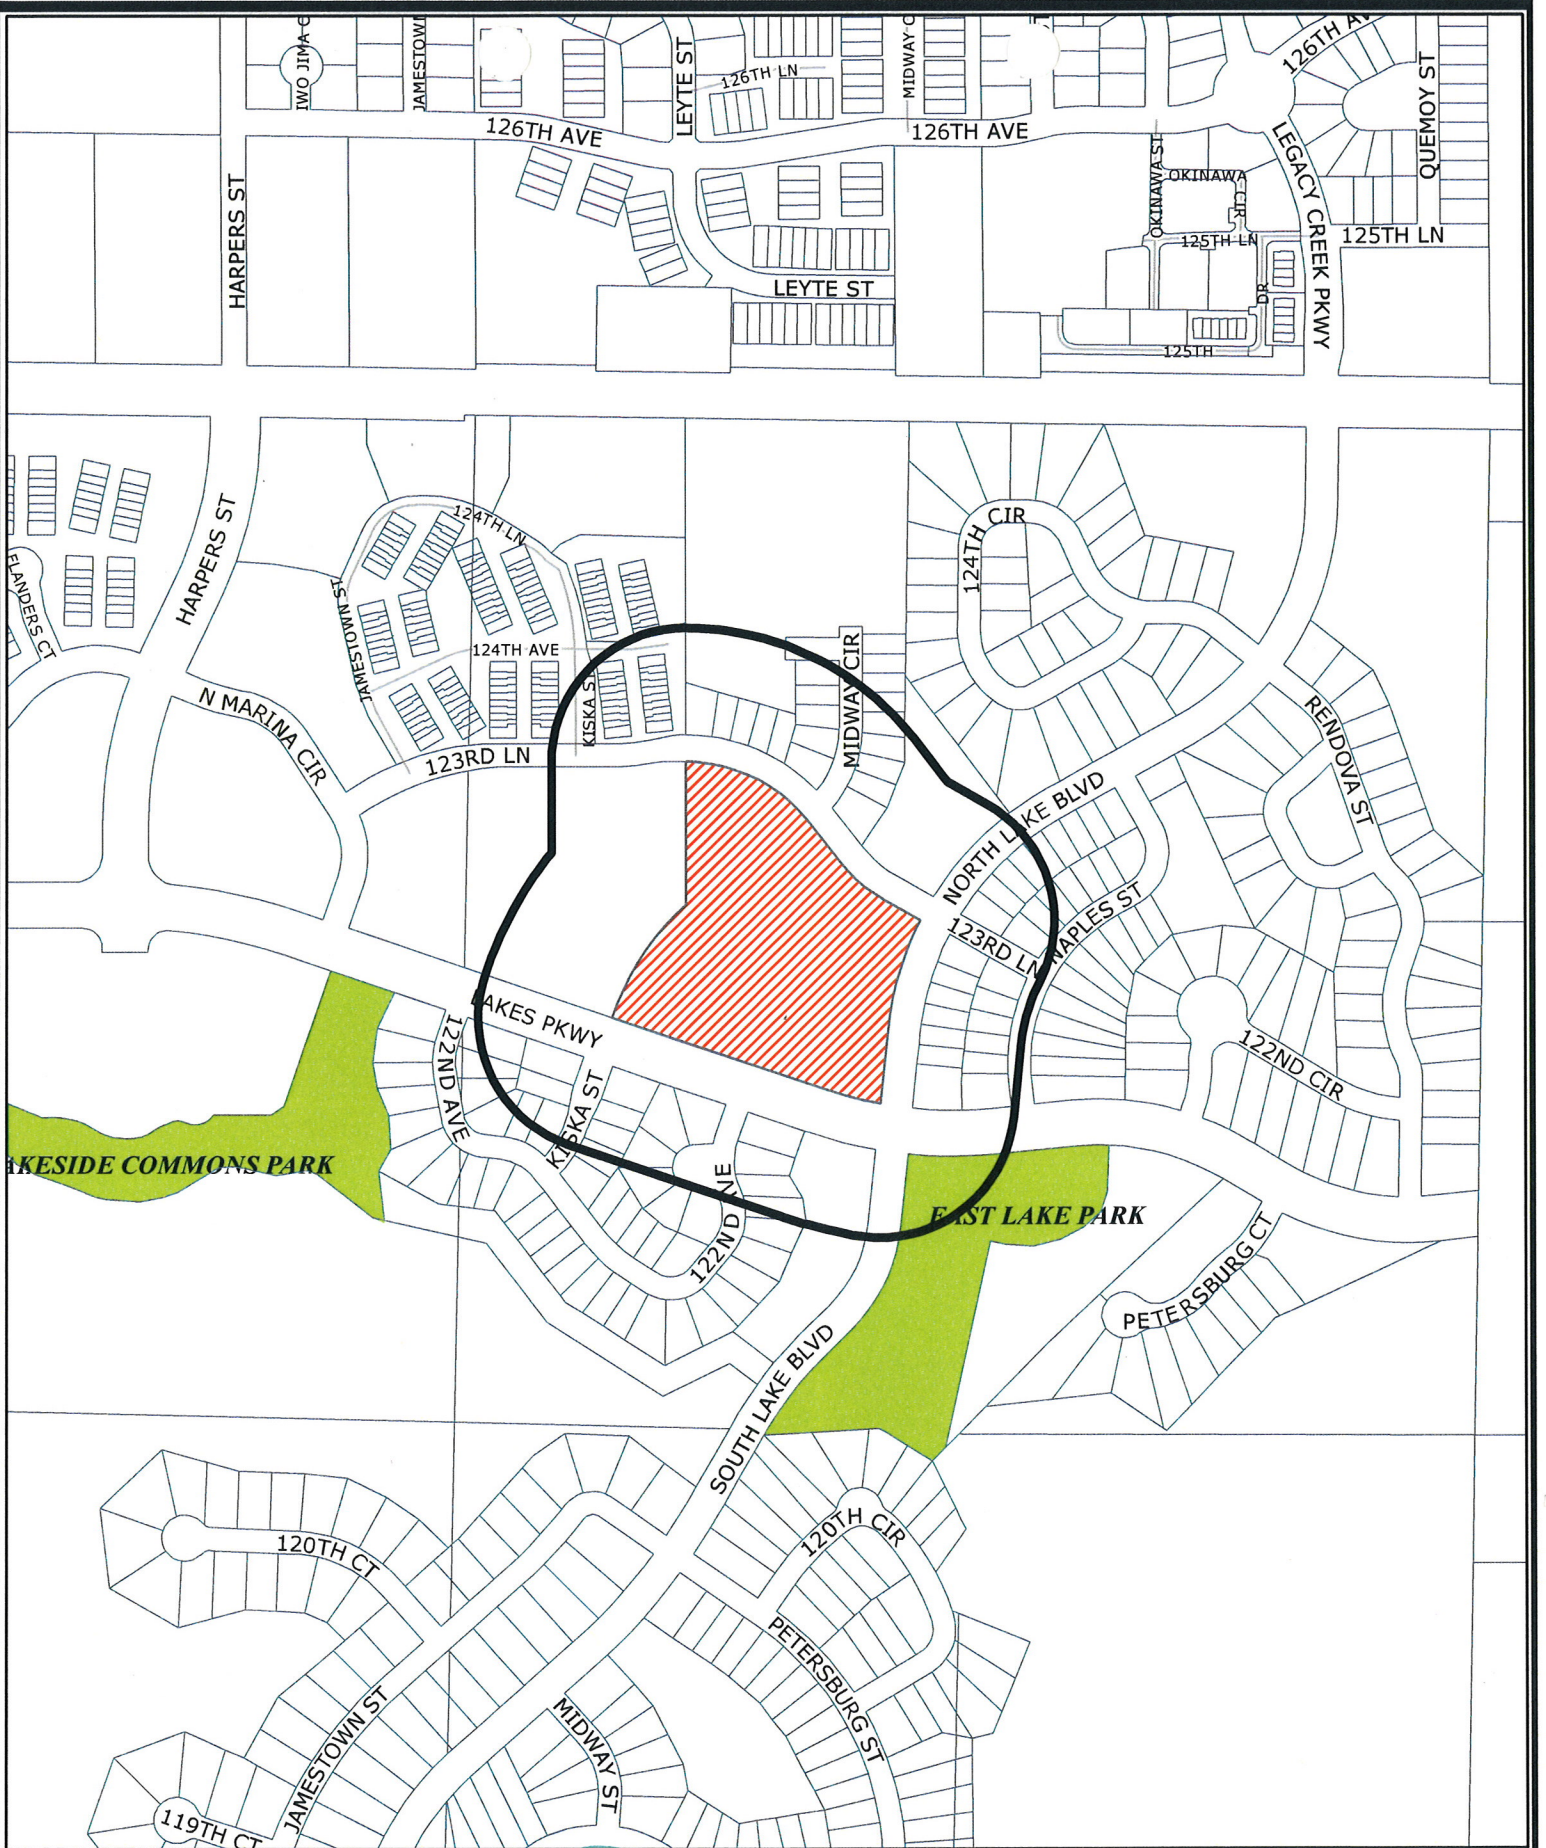 IWO JIMA C
JAMESTOWN
LEYTE ST
126TH LN
MIDWAY C
126TH AV
QUEMOY ST
126TH AVE
126TH AVE
LEGACY CREEK PKWY
OKINAWA ST
OKINAWA
CIR
HARPERS ST
125TH LN
125TH LN
LEYTE ST
DR
125TH
HARPERS ST
124TH LN
124TH
CIR
FLANDERS CT
JAMESTOWN ST
124TH AVE
KISKA ST
MIDWAY CIR
N MARINA CIR
123RD LN
RENDOVA ST
NORTH LAKE BLVD
NAPLES ST
123RD LN
LAKES PKWY
122ND AVE
KISKA ST
122ND CIR
AKESIDE COMMONS PARK
122ND AVE
EAST LAKE PARK
PETERSBURG CT
SOUTH LAKE BLVD
120TH CT
120TH CIR
PETERSBURG ST
JAMESTOWN ST
MIDWAY ST
119TH CT